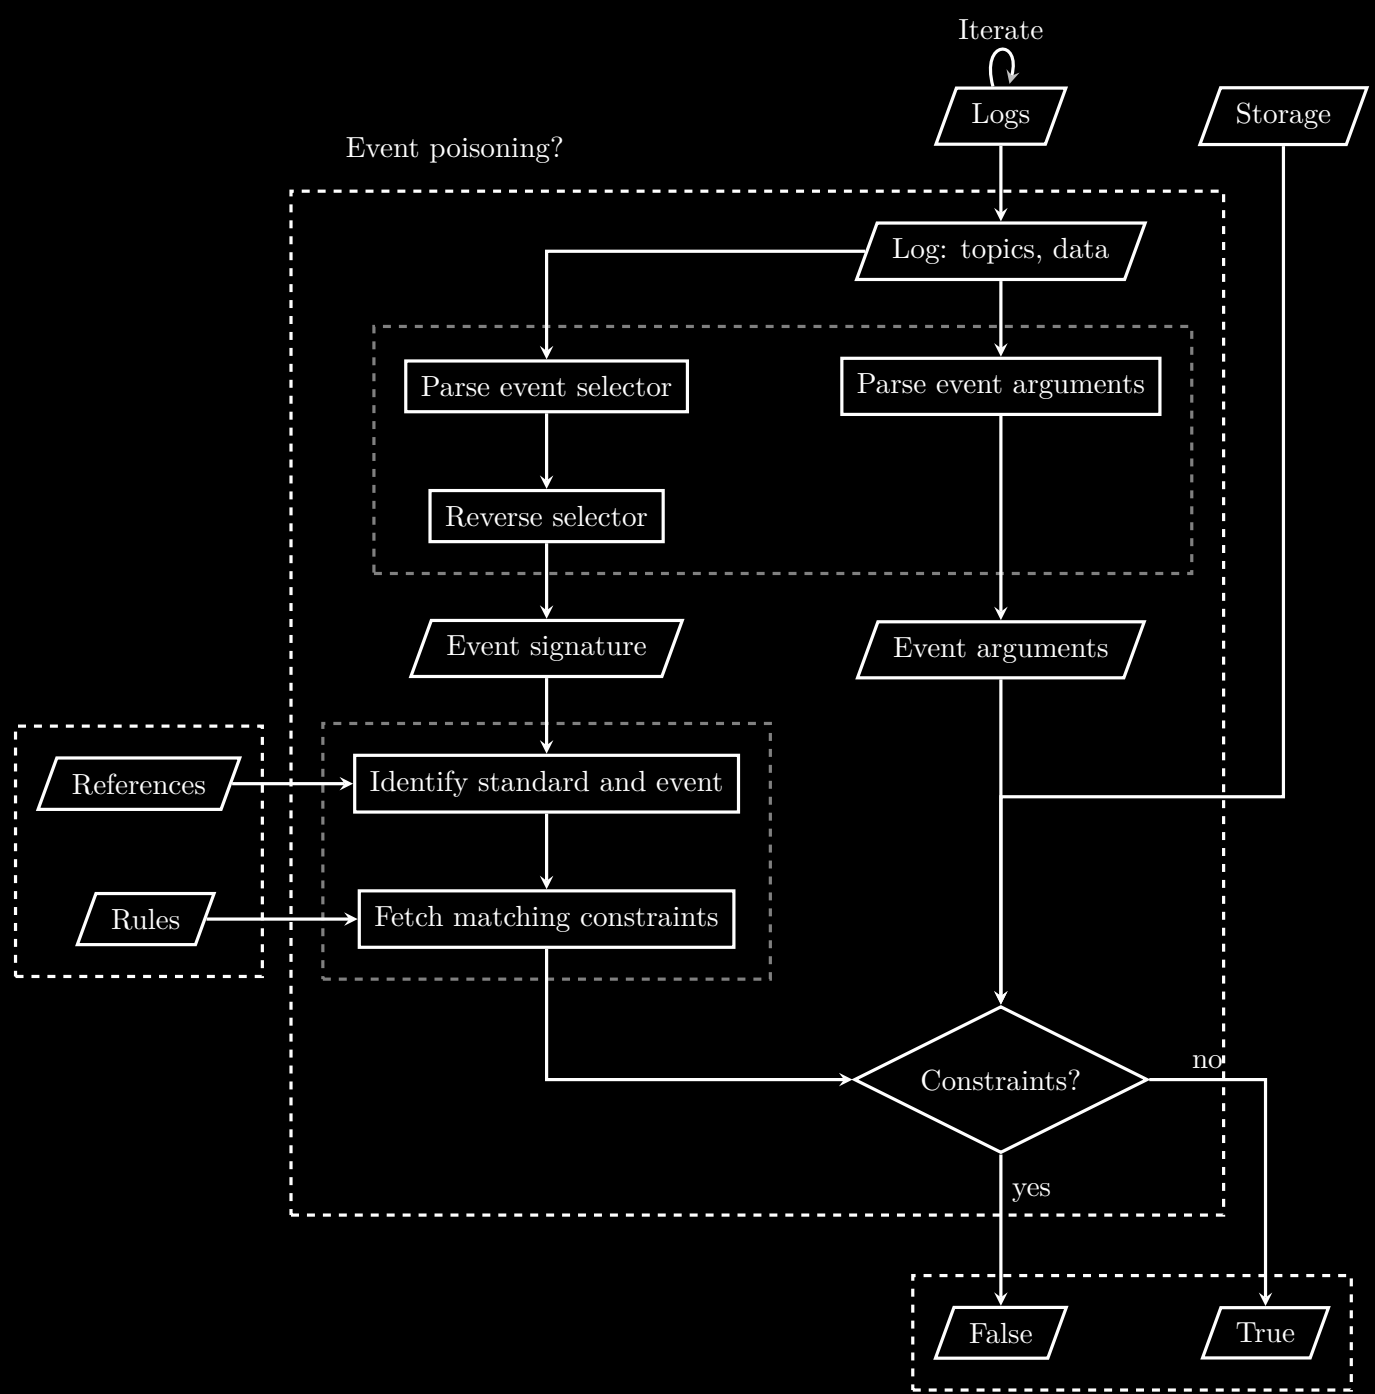 Iterate
Logs
Storage
Event poisoning?
Log: topics, data
Parse event selector
Parse event arguments
Reverse selector
Event signature
Event arguments
References
Identify standard and event
Rules
Fetch matching constraints
no
Constraints?
yes
False
True